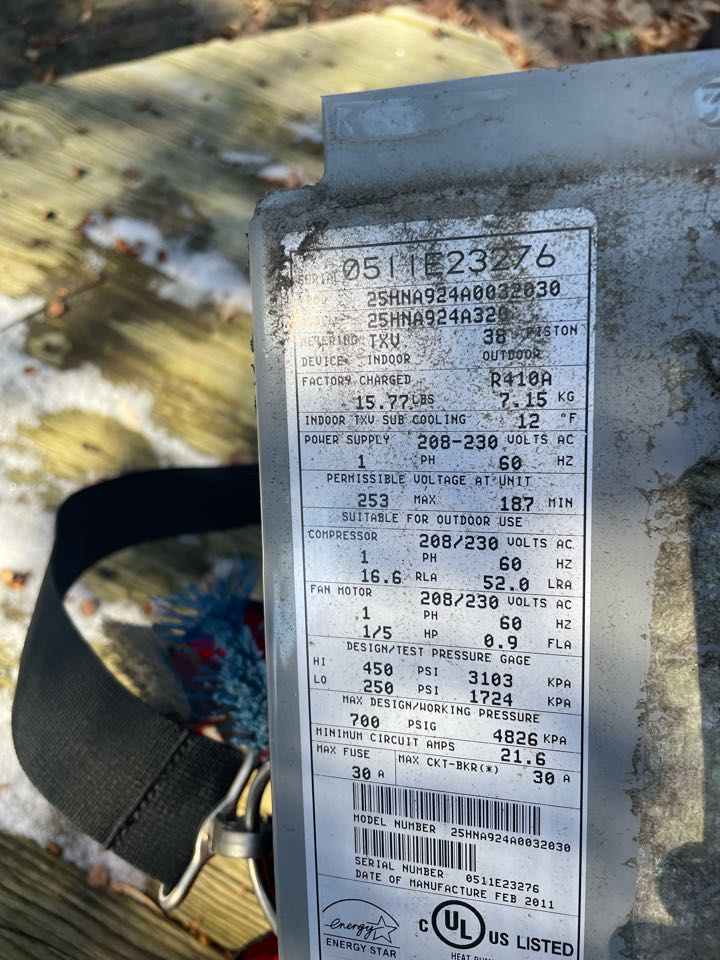 SERIAL 0511E23276
25HNA924A0032030
25HNA924A320
METERING TXV 38 PISTON
DEVICE INDOOR OUTDOOR
FACTORY CHARGED R410A
15.77 LBS 7.15 KG
INDOOR TXV SUB COOLING 12 °F
POWER SUPPLY 208-230 VOLTS AC
1 PH 60 HZ
PERMISSIBLE VOLTAGE AT UNIT
253 MAX 187 MIN
SUITABLE FOR OUTDOOR USE
COMPRESSOR 208/230 VOLTS AC
1 PH 60 HZ
16.6 RLA 52.0 LRA
FAN MOTOR 208/230 VOLTS AC
1 PH 60 HZ
1/5 HP 0.9 FLA
DESIGN/TEST PRESSURE GAGE
HI 450 PSI 3103 KPA
LO 250 PSI 1724 KPA
MAX DESIGN/WORKING PRESSURE
700 PSIG 4826 KPA
MINIMUM CIRCUIT AMPS 21.6
MAX FUSE MAX CKT-BKR(*)
30 A 30 A
MODEL NUMBER 25HNA924A0032030
SERIAL NUMBER 0511E23276
DATE OF MANUFACTURE FEB 2011
energy
ENERGY STAR
C UL US LISTED
HEAT